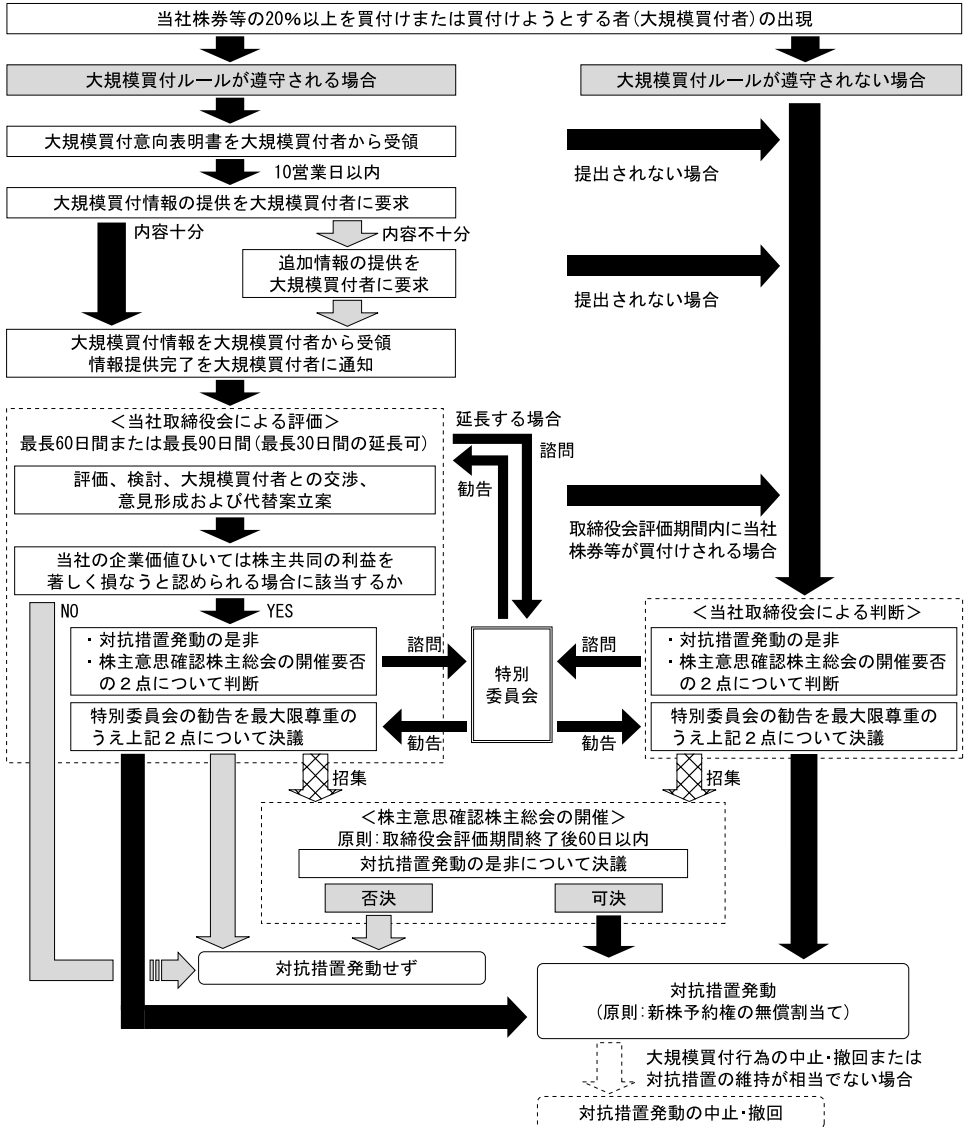 当社株券等の20%以上を買付けまたは買付けようとする者(大規模買付者)の出現
大規模買付ルールが遵守される場合
大規模買付ルールが遵守されない場合
大規模買付意向表明書を大規模買付者から受領
提出されない場合
10営業日以内
大規模買付情報の提供を大規模買付者に要求
内容十分
内容不十分
追加情報の提供を
大規模買付者に要求
提出されない場合
大規模買付情報を大規模買付者から受領
情報提供完了を大規模買付者に通知
<当社取締役会による評価>
最長60日間または最長90日間(最長30日間の延長可)
延長する場合
諮問
勧告
評価、検討、大規模買付者との交渉、
意見形成および代替案立案
取締役会評価期間内に当社
株券等が買付けされる場合
当社の企業価値ひいては株主共同の利益を
著しく損なうと認められる場合に該当するか
NO
YES
<当社取締役会による判断>
・対抗措置発動の是非
・株主意思確認株主総会の開催要否
の2点について判断
諮問
特別
委員会
諮問
・対抗措置発動の是非
・株主意思確認株主総会の開催要否
の2点について判断
特別委員会の勧告を最大限尊重の
うえ上記2点について決議
勧告
勧告
特別委員会の勧告を最大限尊重の
うえ上記2点について決議
招集
招集
<株主意思確認株主総会の開催>
原則:取締役会評価期間終了後60日以内
対抗措置発動の是非について決議
否決
可決
対抗措置発動せず
対抗措置発動
(原則:新株予約権の無償割当て)
大規模買付行為の中止・撤回または
対抗措置の維持が相当でない場合
対抗措置発動の中止・撤回